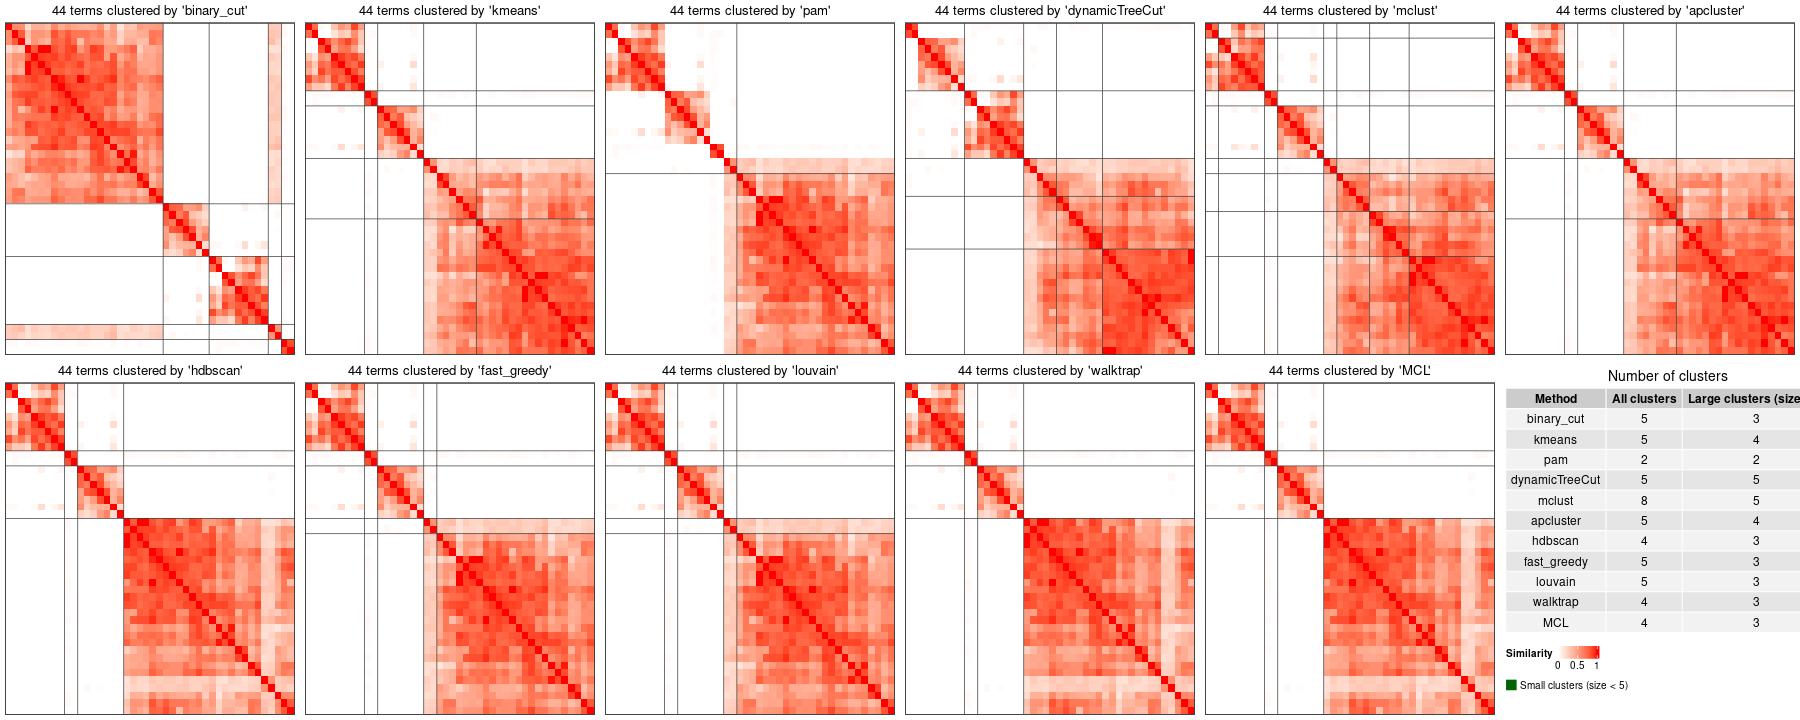 44 terms clustered by 'binary_cut'
44 terms clustered by 'kmeans'
44 terms clustered by 'pam'
44 terms clustered by 'dynamicTreeCut'
44 terms clustered by 'mclust'
44 terms clustered by 'apcluster'
44 terms clustered by 'hdbscan'
44 terms clustered by 'fast_greedy'
44 terms clustered by 'louvain'
44 terms clustered by 'walktrap'
44 terms clustered by 'MCL'
Number of clusters
Method All clusters Large clusters (size
binary_cut 5 3
kmeans 5 4
pam 2 2
dynamicTreeCut 5 5
mclust 8 5
apcluster 5 4
hdbscan 4 3
fast_greedy 5 3
louvain 5 3
walktrap 4 3
MCL 4 3
Similarity
0 0.5 1
Small clusters (size < 5)